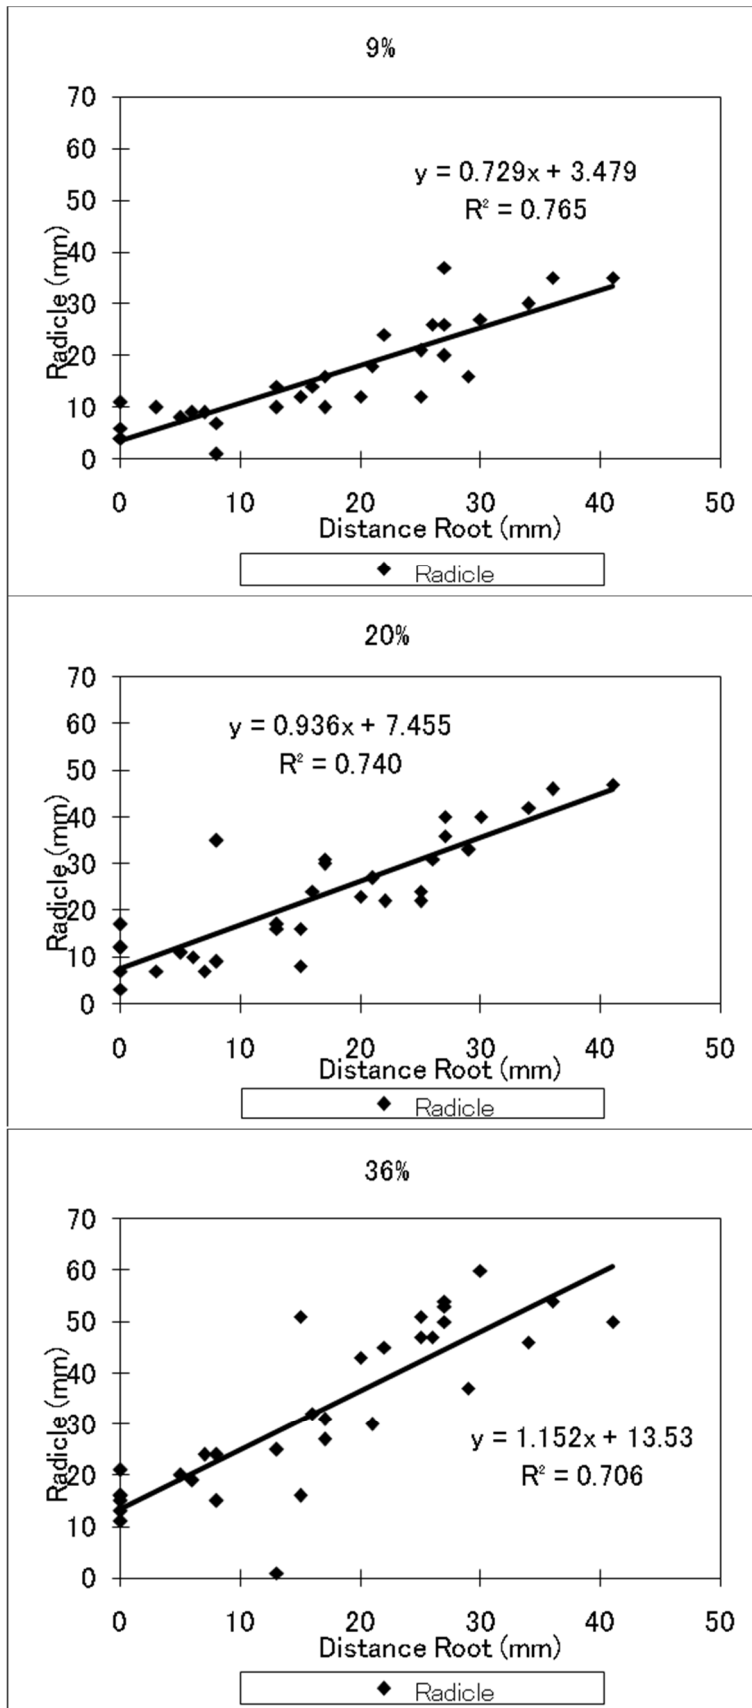 9%
70
60
50
40
30
20
10
0
Radicle (mm)
y = 0.729x + 3.479
R² = 0.765
0 10 20 30 40 50
Distance Root (mm)
Radicle
20%
70
60
50
40
30
20
10
0
Radicle (mm)
y = 0.936x + 7.455
R² = 0.740
0 10 20 30 40 50
Distance Root (mm)
Radicle
36%
70
60
50
40
30
20
10
0
Radicle (mm)
y = 1.152x + 13.53
R² = 0.706
0 10 20 30 40 50
Distance Root (mm)
Radicle